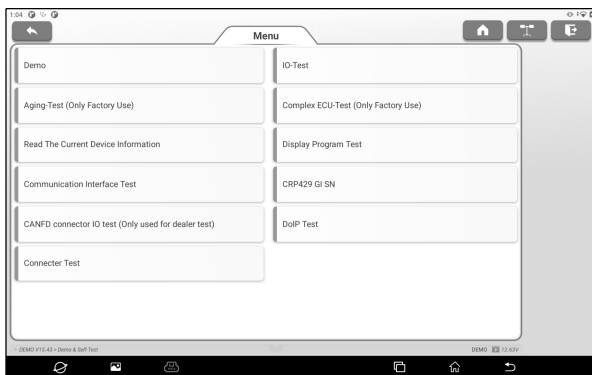 1:04
Menu
Demo
IO-Test
Aging-Test (Only Factory Use)
Complex ECU-Test (Only Factory Use)
Read The Current Device Information
Display Program Test
Communication Interface Test
CRP429 GI SN
CANFD connector IO test (Only used for dealer test)
DoIP Test
Connecter Test
DEMO V15.43 > Demo & Self-Test
DEMO 12.63V